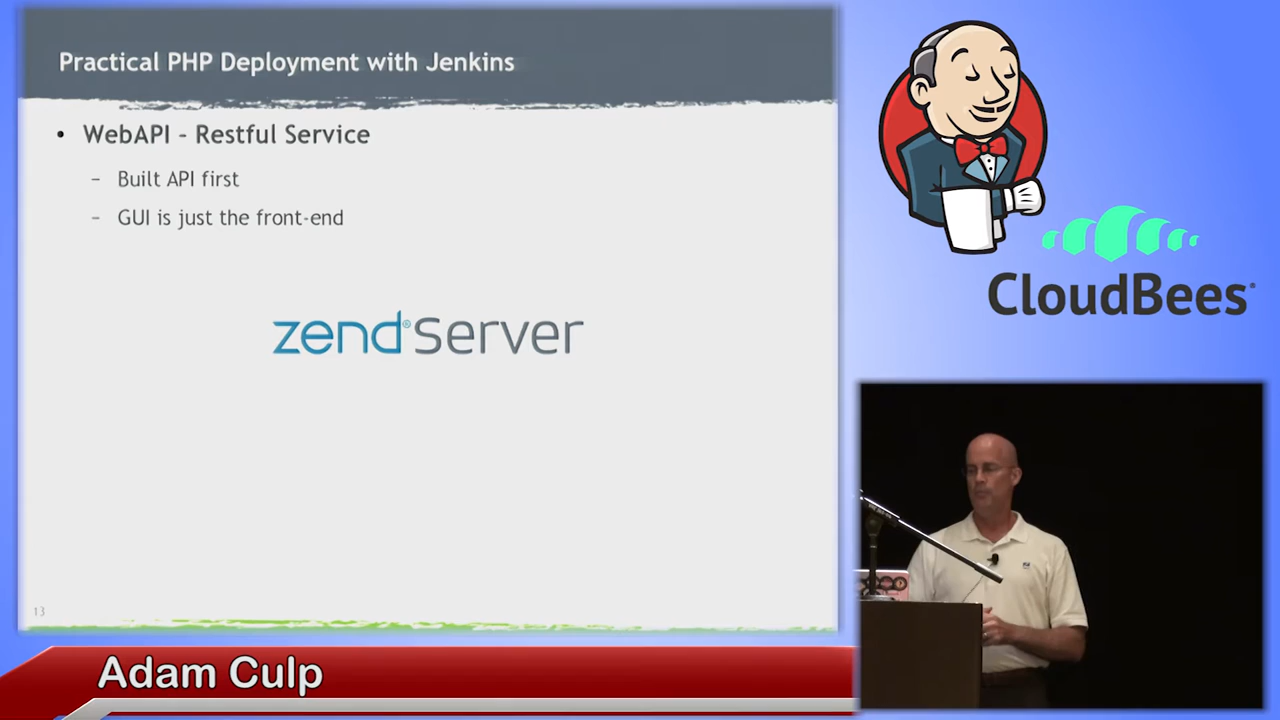 Practical PHP Deployment with Jenkins
• WebAPI - Restful Service
- Built API first
- GUI is just the front-end
zend® Server
13
CloudBees
Adam Culp